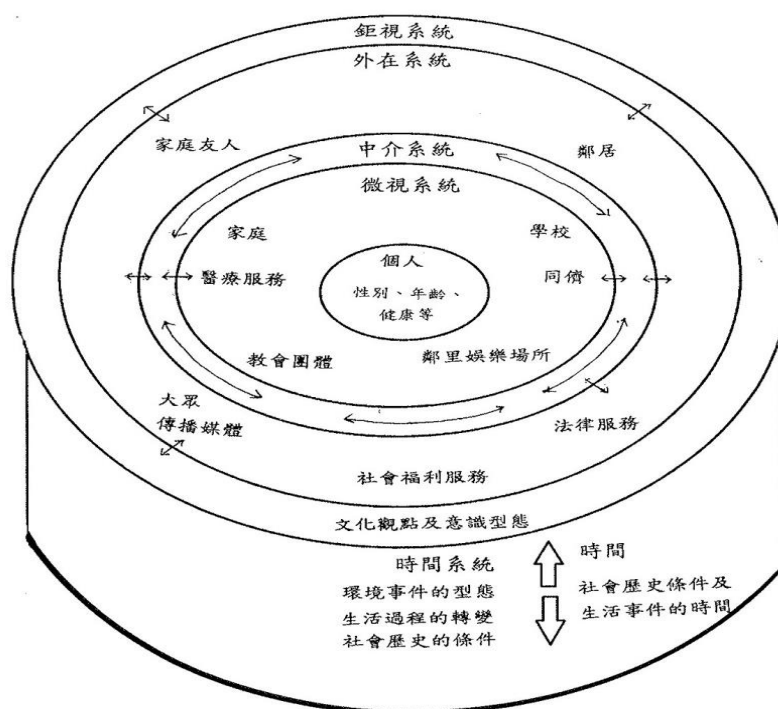 鉅視系統
外在系統
家庭友人
鄰居
中介系統
微視系統
家庭
學校
個人
醫療服務
同儕
性別、年齡、
健康等
教會團體
鄰里娛樂場所
大眾
傳播媒體
法律服務
社會福利服務
文化觀點及意識型態
時間系統
環境事件的型態
生活過程的轉變
社會歷史的條件
時間
社會歷史條件及
生活事件的時間